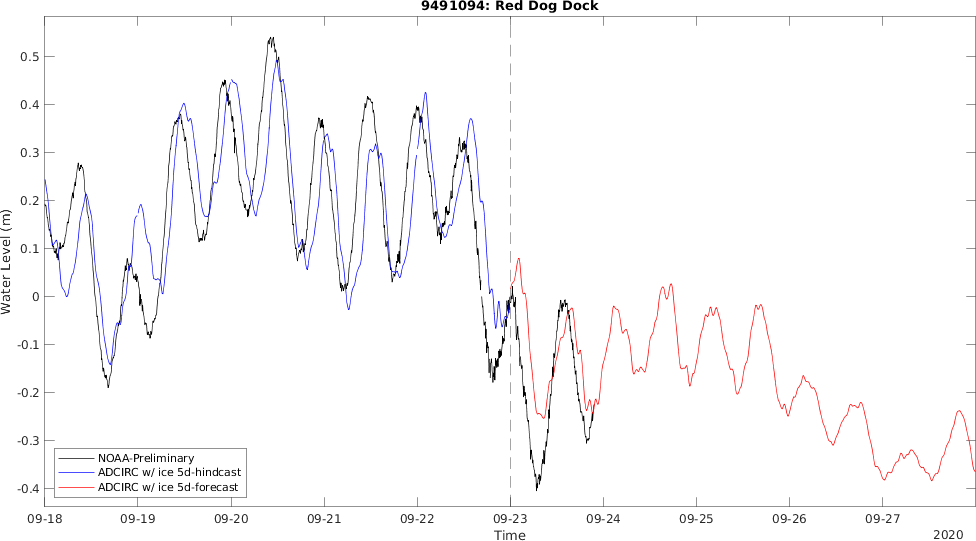 9491094: Red Dog Dock
0.5
0.4
0.3
0.2
0.1
0
-0.1
-0.2
-0.3
-0.4
Water Level (m)
NOAA-Preliminary
ADCIRC w/ ice 5d-hindcast
ADCIRC w/ ice 5d-forecast
09-18 09-19 09-20 09-21 09-22 09-23 09-24 09-25 09-26 09-27
Time
2020